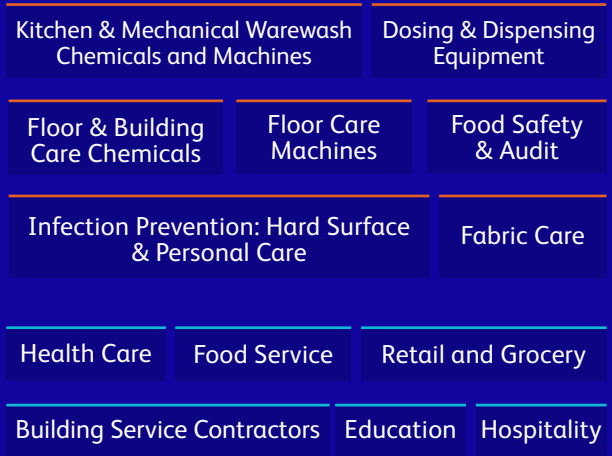 Kitchen & Mechanical Warewash
Chemicals and Machines
Dosing & Dispensing
Equipment
Floor & Building
Care Chemicals
Floor Care
Machines
Food Safety
& Audit
Infection Prevention: Hard Surface
& Personal Care
Fabric Care
Health Care
Food Service
Retail and Grocery
Building Service Contractors
Education
Hospitality